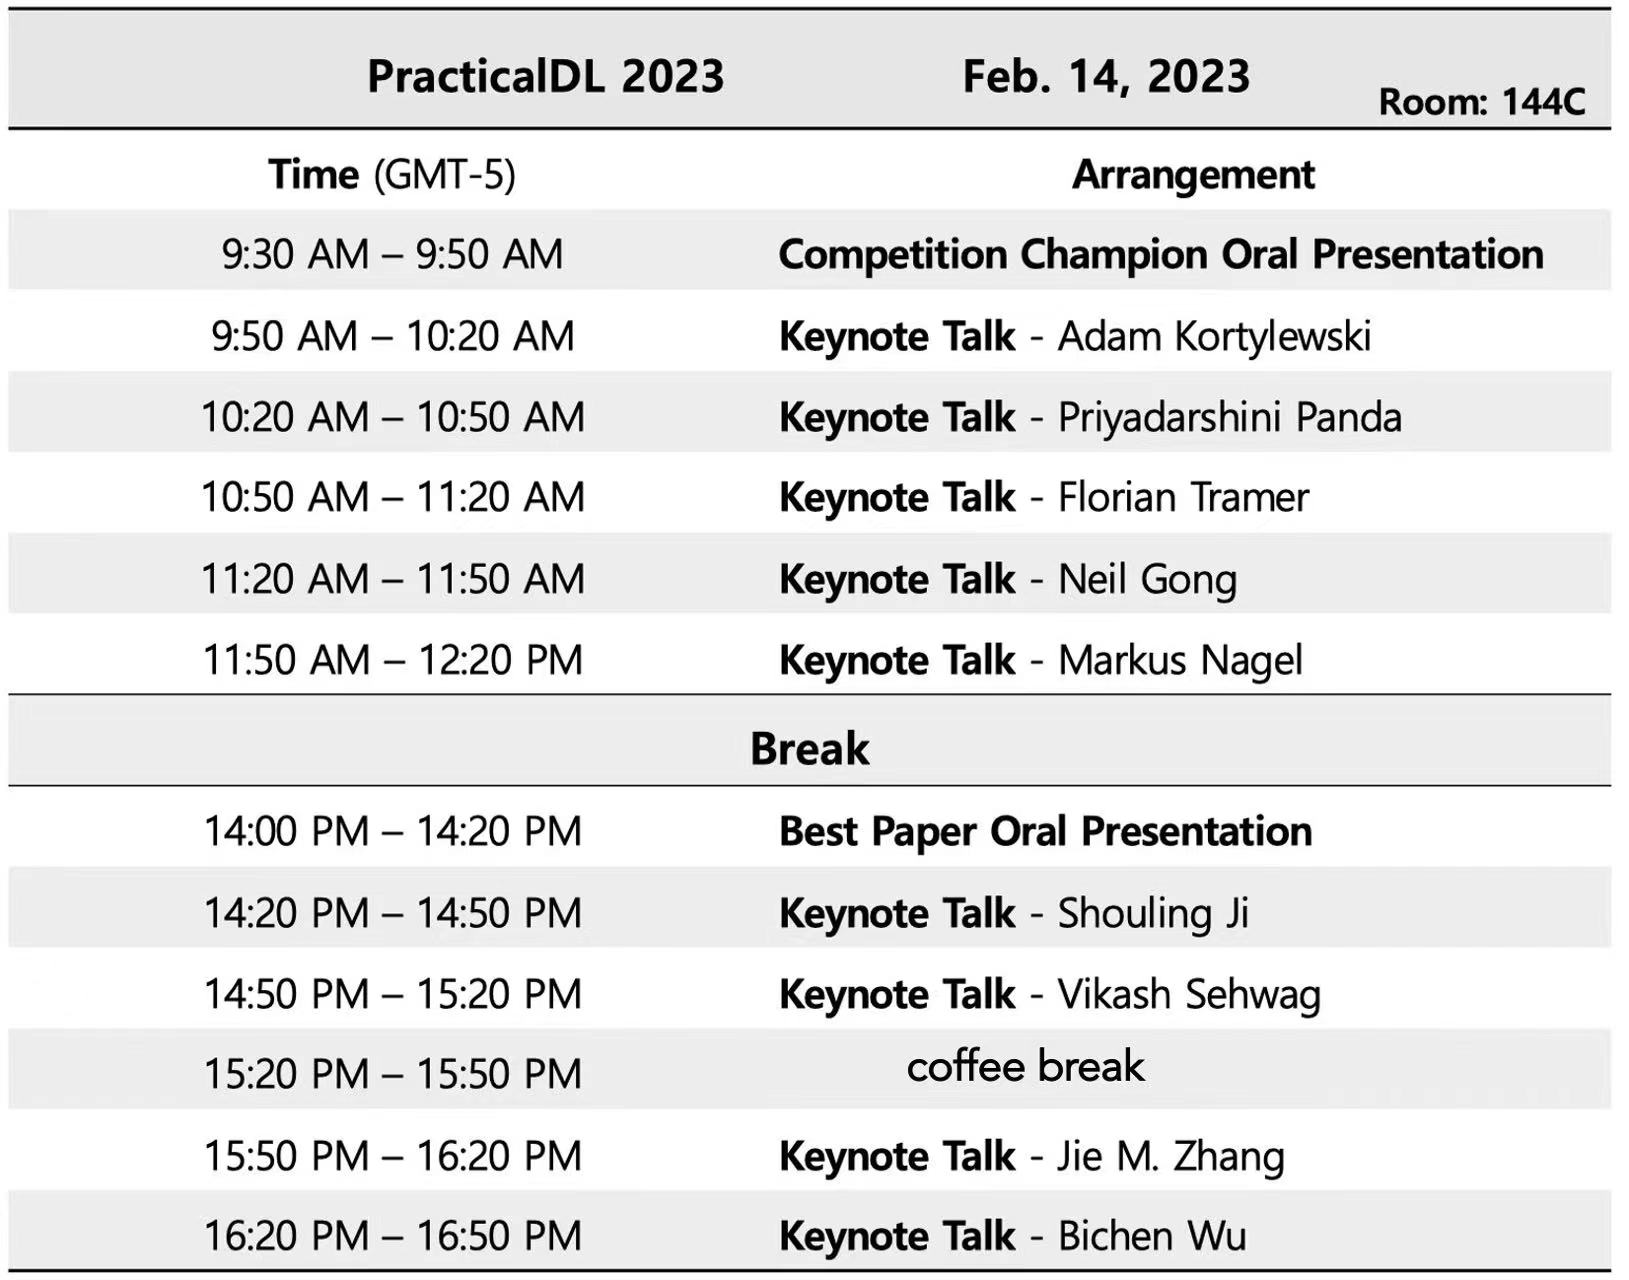 PracticalDL 2023 Feb. 14, 2023 Room: 144C
Time (GMT-5) Arrangement
9:30 AM – 9:50 AM Competition Champion Oral Presentation
9:50 AM – 10:20 AM Keynote Talk - Adam Kortylewski
10:20 AM – 10:50 AM Keynote Talk - Priyadarshini Panda
10:50 AM – 11:20 AM Keynote Talk - Florian Tramer
11:20 AM – 11:50 AM Keynote Talk - Neil Gong
11:50 AM – 12:20 PM Keynote Talk - Markus Nagel
Break
14:00 PM – 14:20 PM Best Paper Oral Presentation
14:20 PM – 14:50 PM Keynote Talk - Shouling Ji
14:50 PM – 15:20 PM Keynote Talk - Vikash Sehwag
15:20 PM – 15:50 PM coffee break
15:50 PM – 16:20 PM Keynote Talk - Jie M. Zhang
16:20 PM – 16:50 PM Keynote Talk - Bichen Wu